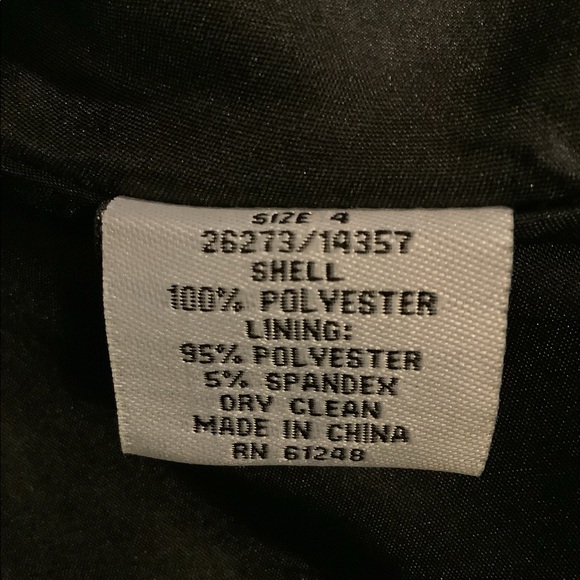 SIZE 4
26273/14357
SHELL
100% POLYESTER
LINING:
95% POLYESTER
5% SPANDEX
DRY CLEAN
MADE IN CHINA
RN 61248